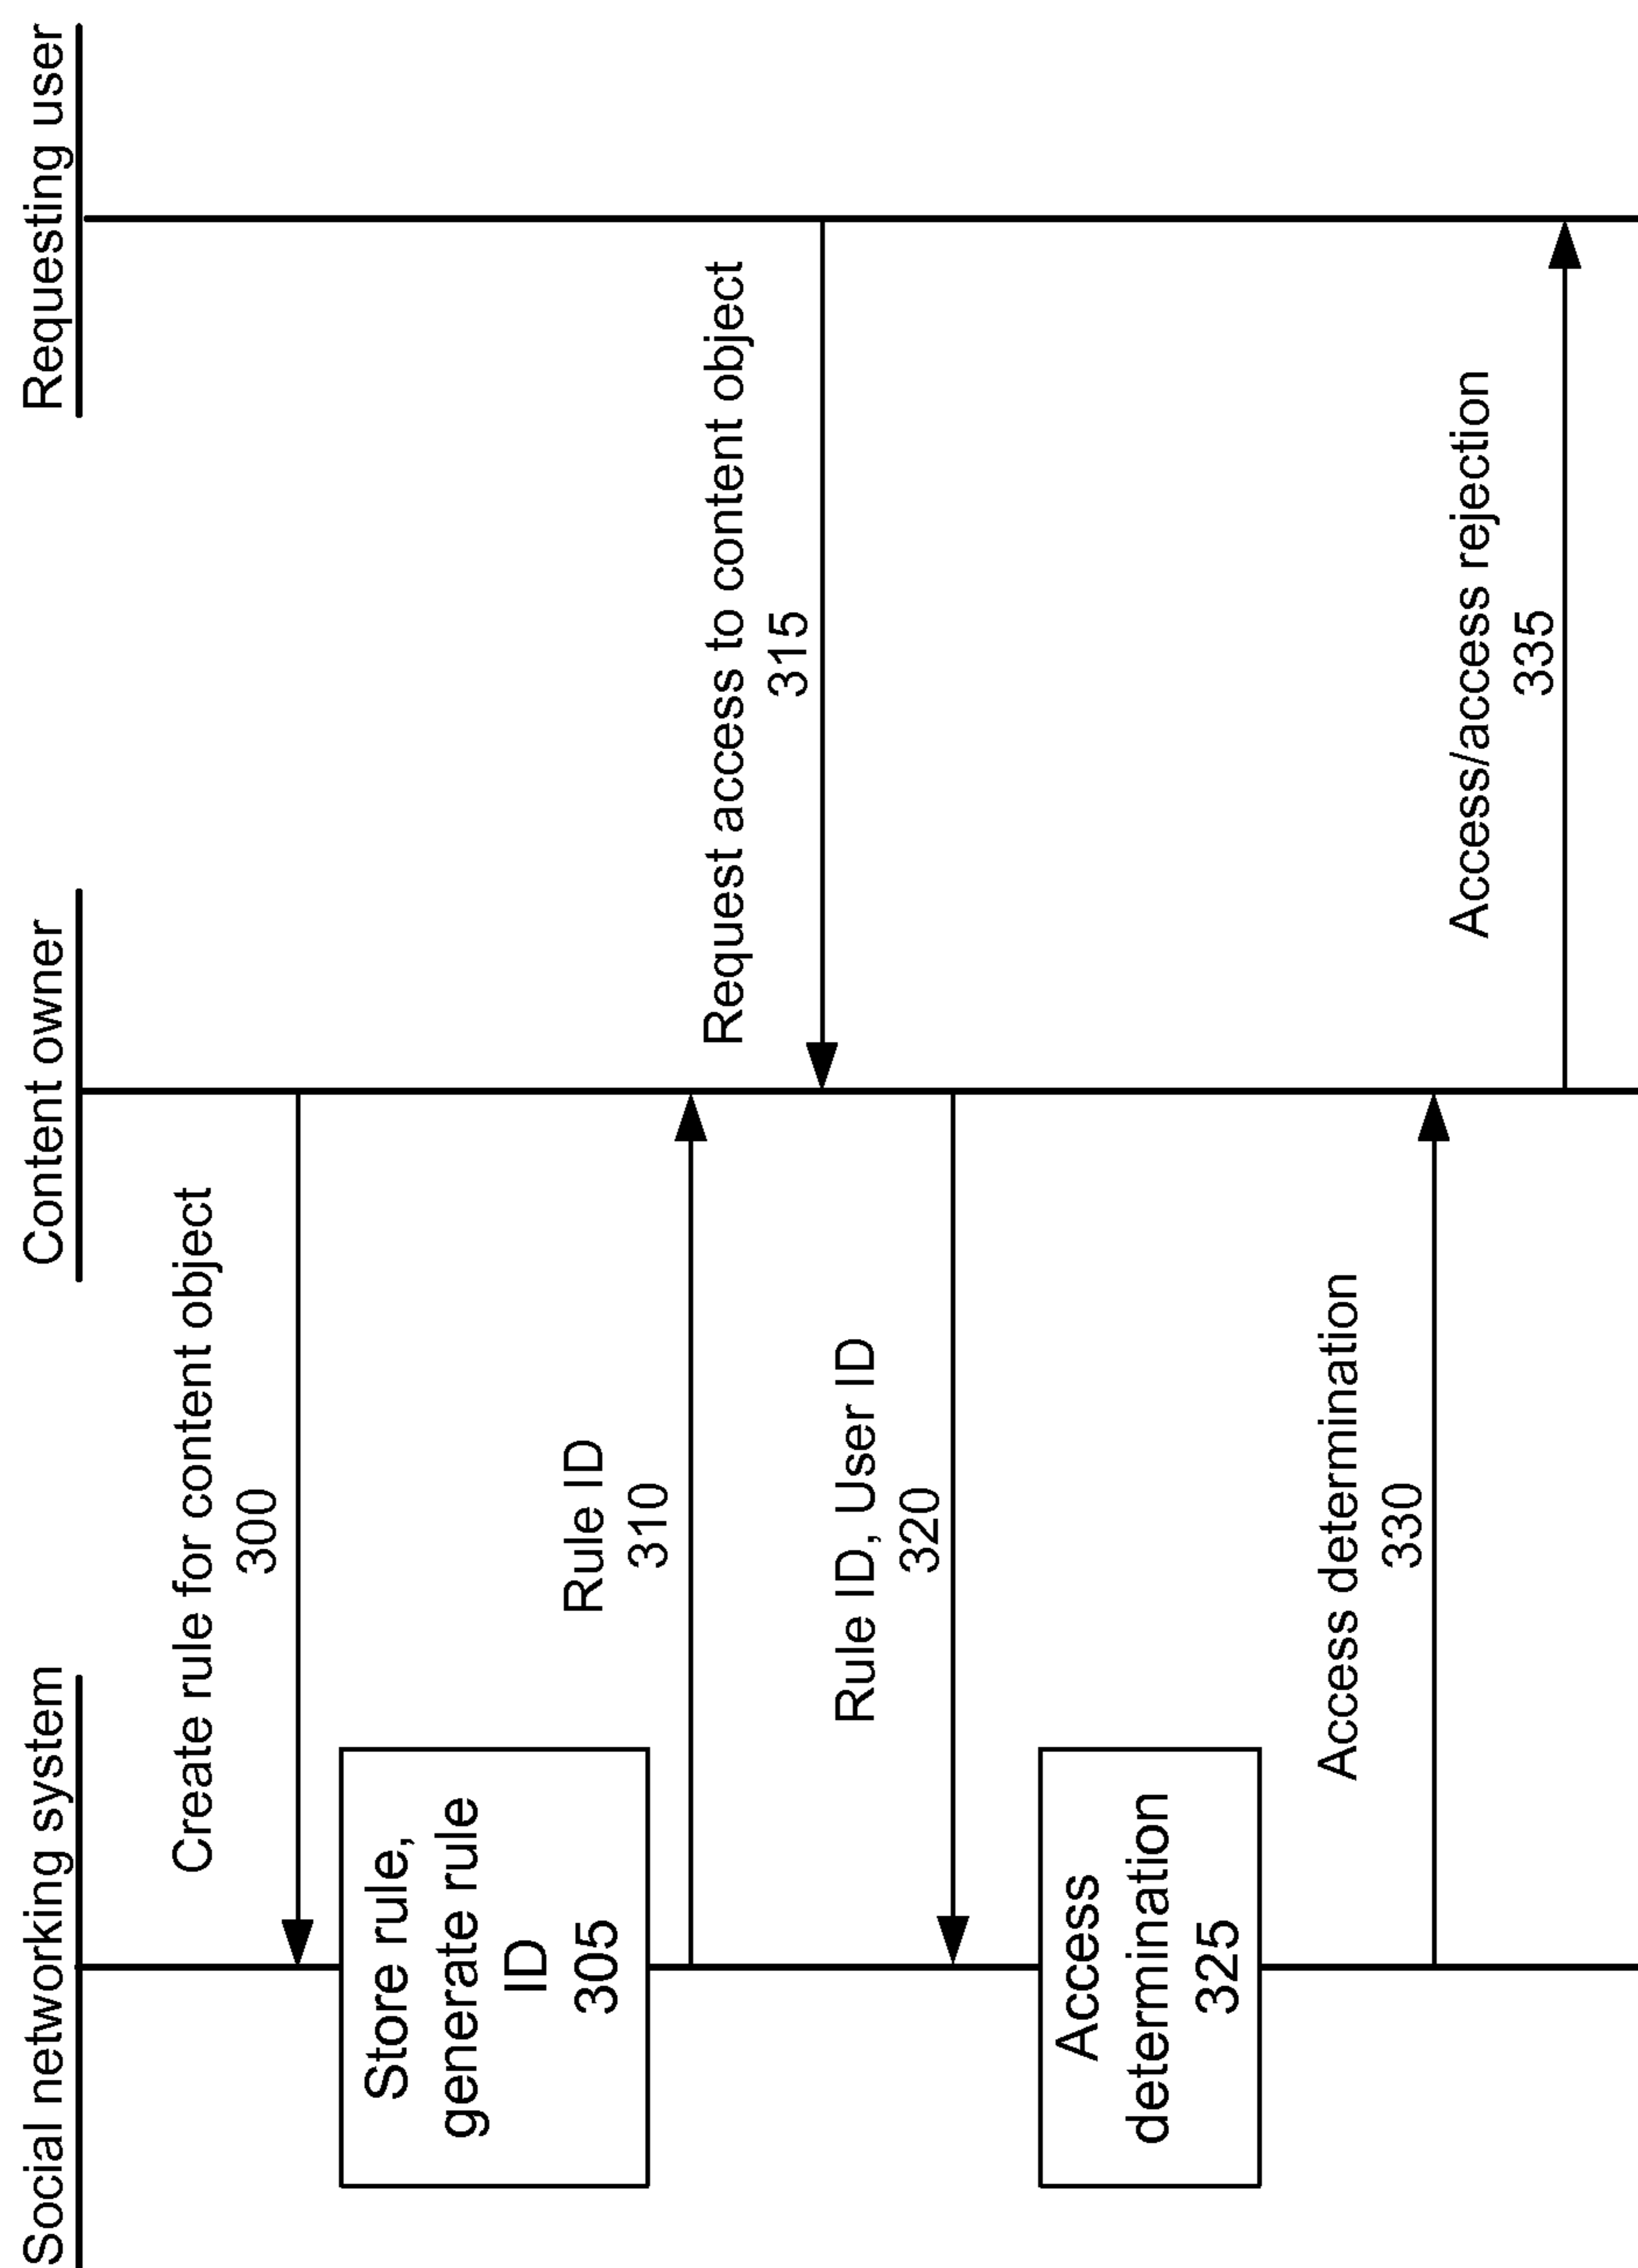 Social networking system
Content owner
Requesting user
Create rule for content object
300
Store rule,
generate rule
ID
305
Rule ID
310
Request access to content object
315
Rule ID, User ID
320
Access
determination
325
Access determination
330
Access/access rejection
335